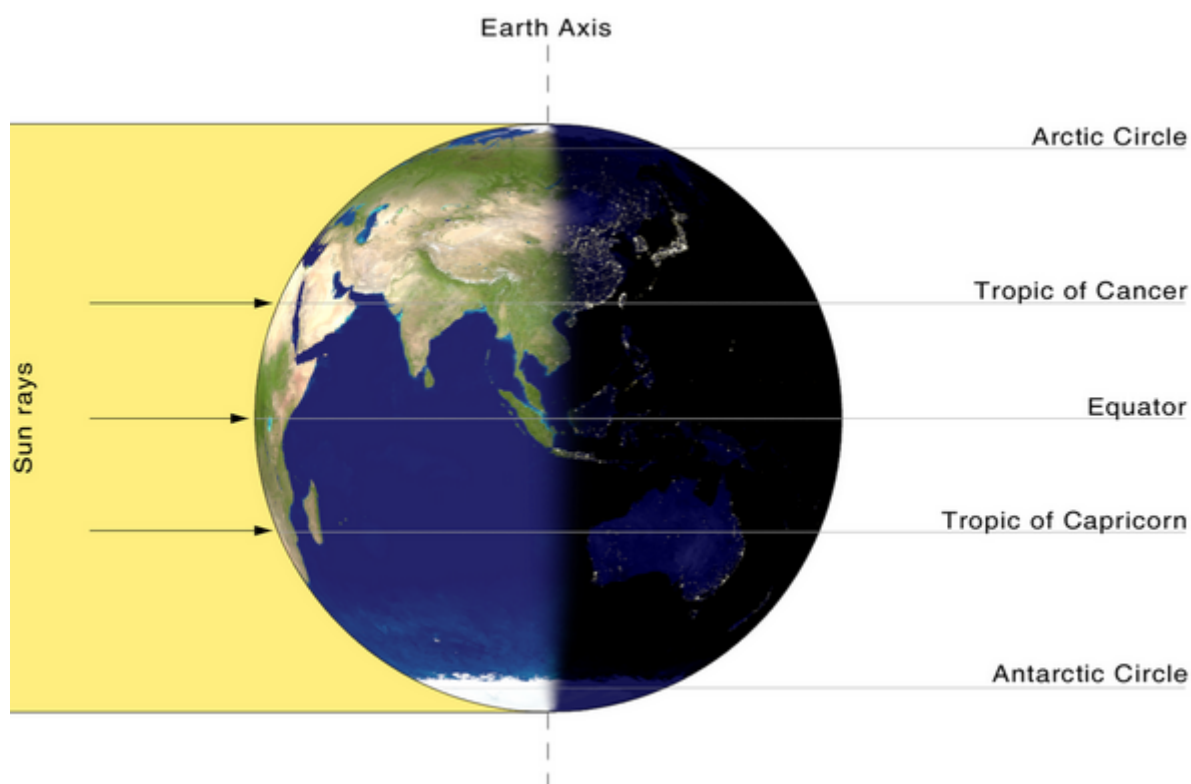 Earth Axis
Arctic Circle
Tropic of Cancer
Sun rays
Equator
Tropic of Capricorn
Antarctic Circle